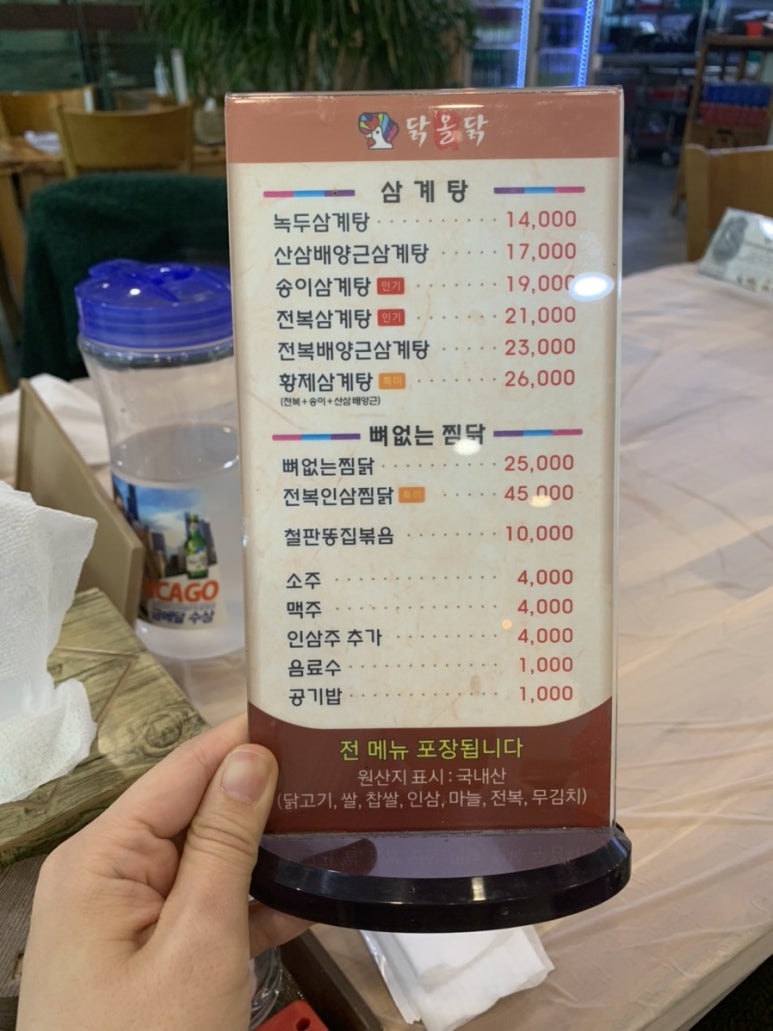 닭올닭
삼계탕
녹두삼계탕 14,000
산삼배양근삼계탕 17,000
송이삼계탕 인기 19,000
전복삼계탕 인기 21,000
전복배양근삼계탕 23,000
황제삼계탕 특미 26,000
(전복+송이+산삼배양근)
뼈없는 찜닭
뼈없는찜닭 25,000
전복인삼찜닭 특미 45,000
철판똥집볶음 10,000
소주 4,000
맥주 4,000
인삼주 추가 4,000
음료수 1,000
공기밥 1,000
전 메뉴 포장됩니다
원산지 표시 : 국내산
(닭고기, 쌀, 찹쌀, 인삼, 마늘, 전복, 무김치)
금메달 수상